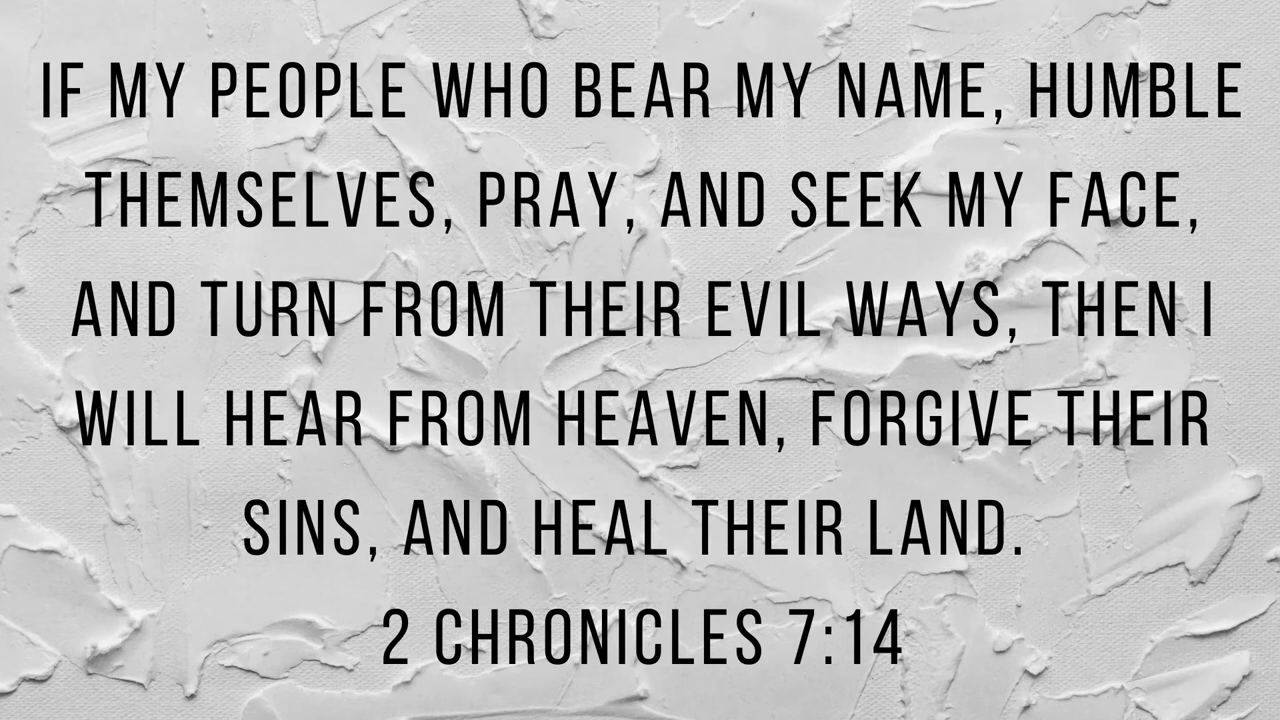 IF MY PEOPLE WHO BEAR MY NAME, HUMBLE
THEMSELVES, PRAY, AND SEEK MY FACE,
AND TURN FROM THEIR EVIL WAYS, THEN I
WILL HEAR FROM HEAVEN, FORGIVE THEIR
SINS, AND HEAL THEIR LAND.
2 CHRONICLES 7:14